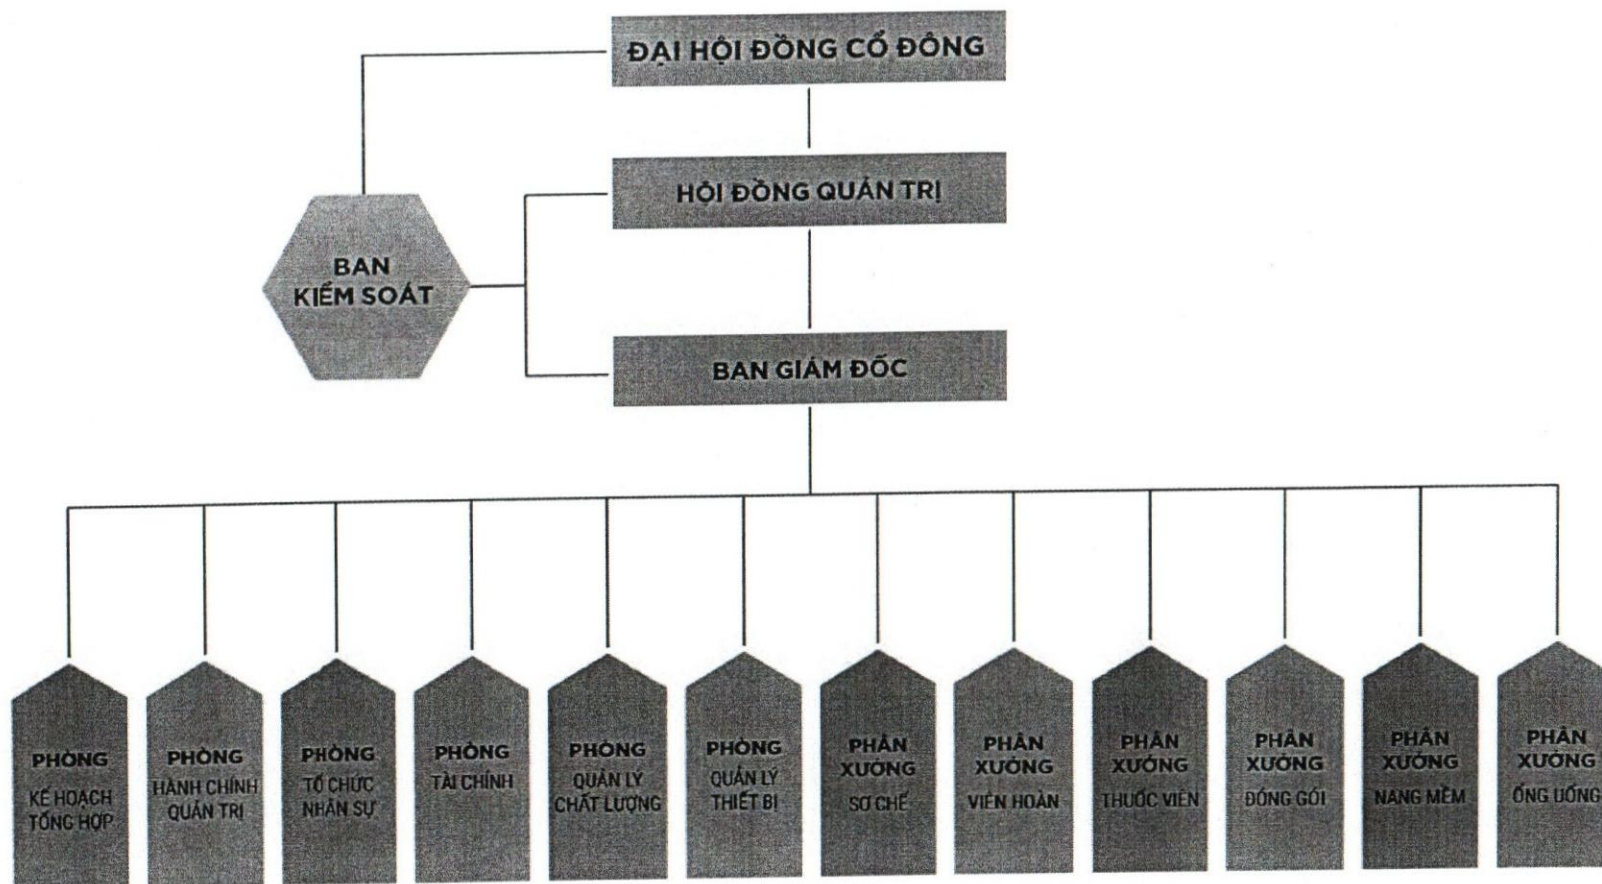 ĐẠI HỘI ĐỒNG CỔ ĐÔNG
HỘI ĐỒNG QUẢN TRỊ
BAN
KIỂM SOÁT
BAN GIÁM ĐỐC
PHÒNG
KẾ HOẠCH
TỔNG HỢP
PHÒNG
HÀNH CHÍNH
QUẢN TRỊ
PHÒNG
TỔ CHỨC
NHÂN SỰ
PHÒNG
TÀI CHÍNH
PHÒNG
QUẢN LÝ
CHẤT LƯỢNG
PHÒNG
QUẢN LÝ
THIẾT BỊ
PHÂN
XƯỞNG
SƠ CHẾ
PHÂN
XƯỞNG
VIÊN HOÀN
PHÂN
XƯỞNG
THUỐC VIÊN
PHÂN
XƯỞNG
ĐÓNG GÓI
PHÂN
XƯỞNG
NANG MỀM
PHÂN
XƯỞNG
ỐNG UỐNG